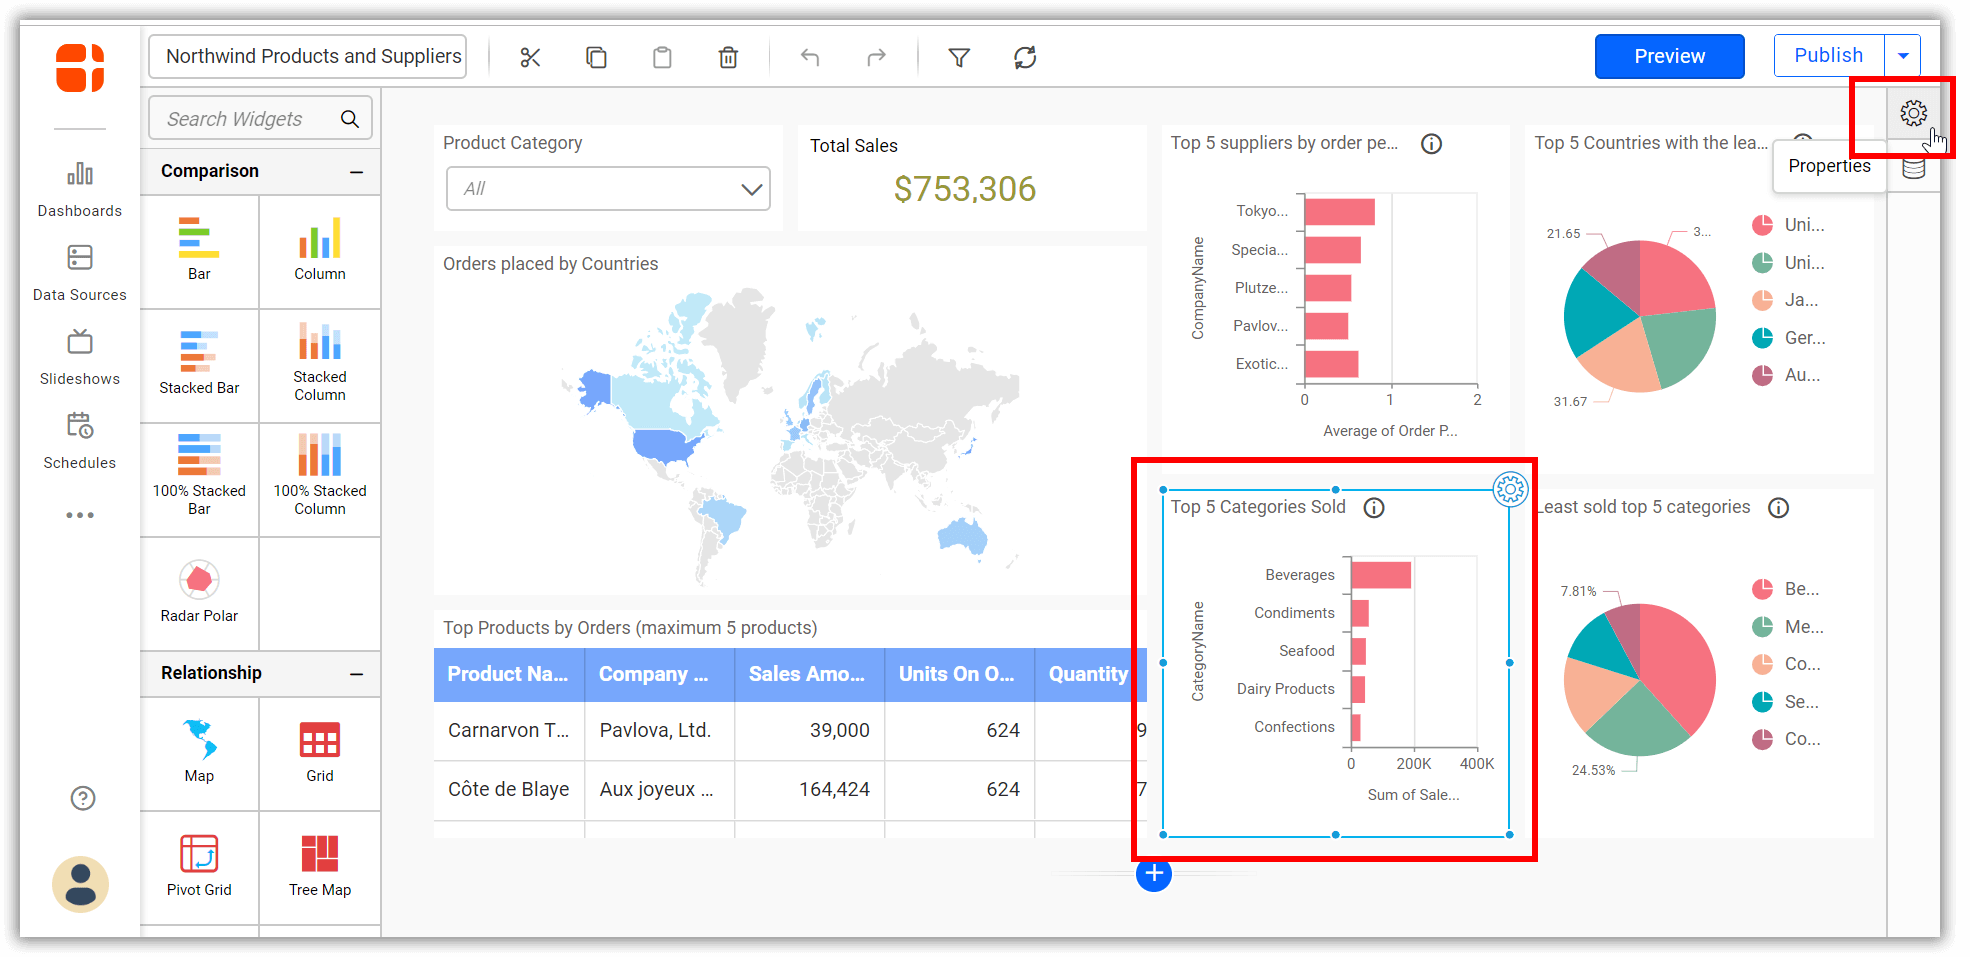 Northwind Products and Suppliers
Preview
Publish
Search Widgets
Comparison
Bar
Column
Stacked Bar
Stacked
Column
100% Stacked
Bar
100% Stacked
Column
Radar Polar
Relationship
Map
Grid
Pivot Grid
Tree Map
Dashboards
Data Sources
Slideshows
Schedules
Product Category
All
Total Sales
$753,306
Orders placed by Countries
Top Products by Orders (maximum 5 products)
Product Na... Company ... Sales Amo... Units On O... Quantity
Carnarvon T... Pavlova, Ltd. 39,000 624 9
Côte de Blaye Aux joyeux ... 164,424 624 7
Top 5 suppliers by order pe...
CompanyName
Tokyo...
Specia...
Plutze...
Pavlov...
Exotic...
0 1 2
Average of Order P...
Top 5 Countries with the lea...
Properties
21.65
3...
31.67
Uni...
Uni...
Ja...
Ger...
Au...
Top 5 Categories Sold
CategoryName
Beverages
Condiments
Seafood
Dairy Products
Confections
0 200K 400K
Sum of Sale...
Least sold top 5 categories
7.81%
24.53%
Be...
Me...
Co...
Se...
Co...